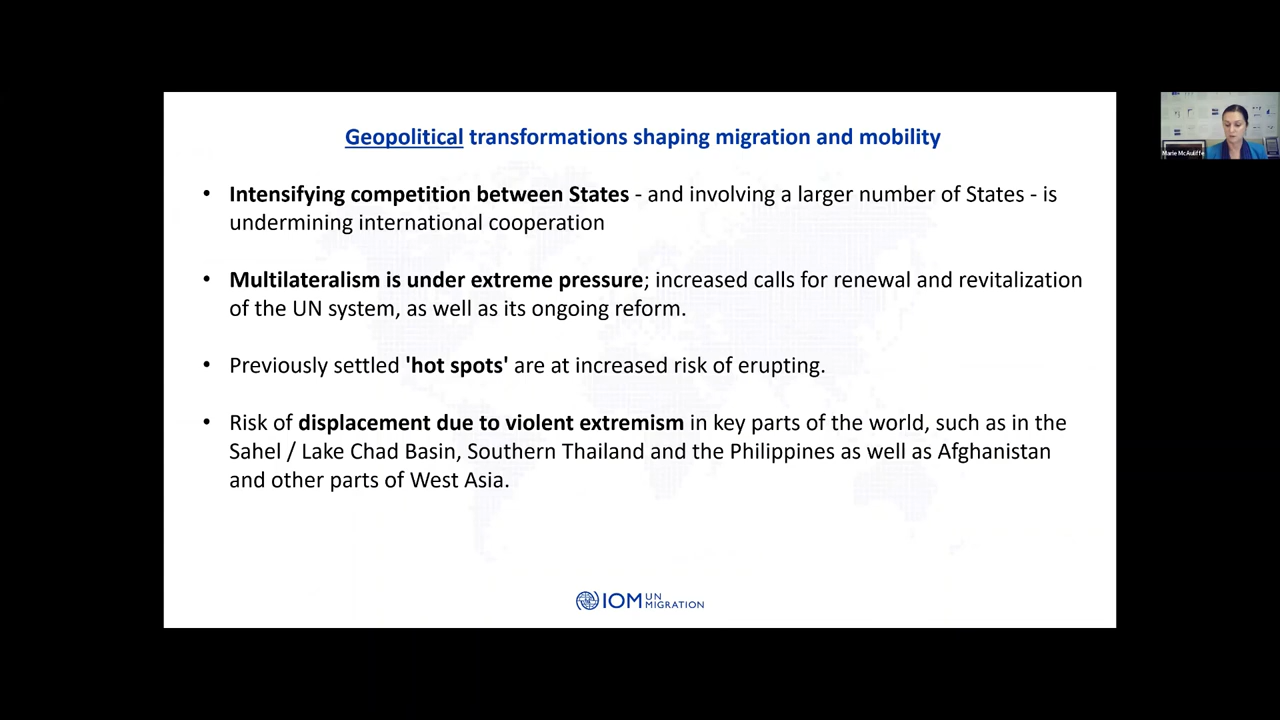 Geopolitical transformations shaping migration and mobility
• Intensifying competition between States - and involving a larger number of States - is
undermining international cooperation
• Multilateralism is under extreme pressure; increased calls for renewal and revitalization
of the UN system, as well as its ongoing reform.
• Previously settled 'hot spots' are at increased risk of erupting.
• Risk of displacement due to violent extremism in key parts of the world, such as in the
Sahel / Lake Chad Basin, Southern Thailand and the Philippines as well as Afghanistan
and other parts of West Asia.
IOM UN
MIGRATION
Marie McAuliffe